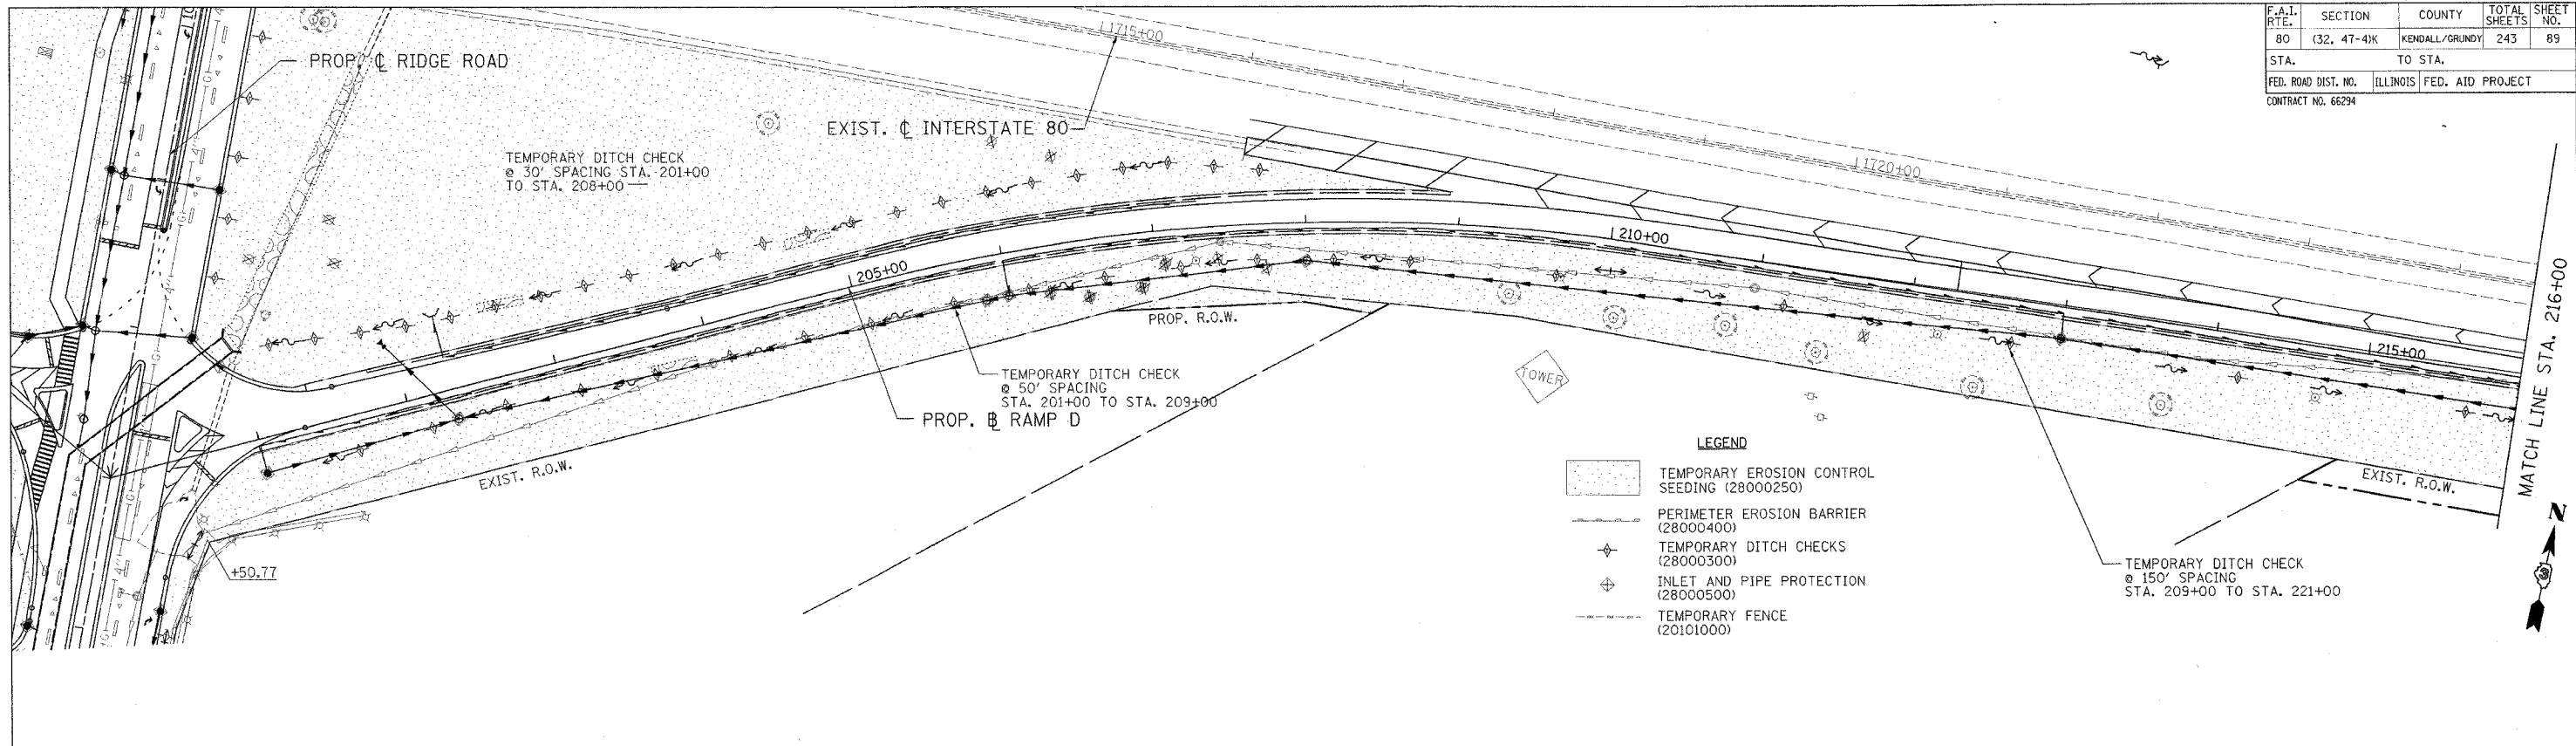 F.A.I. RTE. SECTION COUNTY TOTAL SHEETS SHEET NO.
80 (32, 47-4)K KENDALL/GRUNDY 243 89
STA. TO STA.
FED. ROAD DIST. NO. ILLINOIS FED. AID PROJECT
CONTRACT NO. 66294
PROP. ℄ RIDGE ROAD
1715+00
EXIST. ℄ INTERSTATE 80
TEMPORARY DITCH CHECK
@ 30' SPACING STA. 201+00
TO STA. 208+00
1720+00
205+00
210+00
215+00
MATCH LINE STA. 216+00
PROP. R.O.W.
TEMPORARY DITCH CHECK
@ 50' SPACING
STA. 201+00 TO STA. 209+00
PROP. B RAMP D
TOWER
EXIST. R.O.W.
EXIST. R.O.W.
+50.77
LEGEND
TEMPORARY EROSION CONTROL
SEEDING (28000250)
PERIMETER EROSION BARRIER
(28000400)
TEMPORARY DITCH CHECKS
(28000300)
INLET AND PIPE PROTECTION
(28000500)
TEMPORARY FENCE
(20101000)
TEMPORARY DITCH CHECK
@ 150' SPACING
STA. 209+00 TO STA. 221+00
N